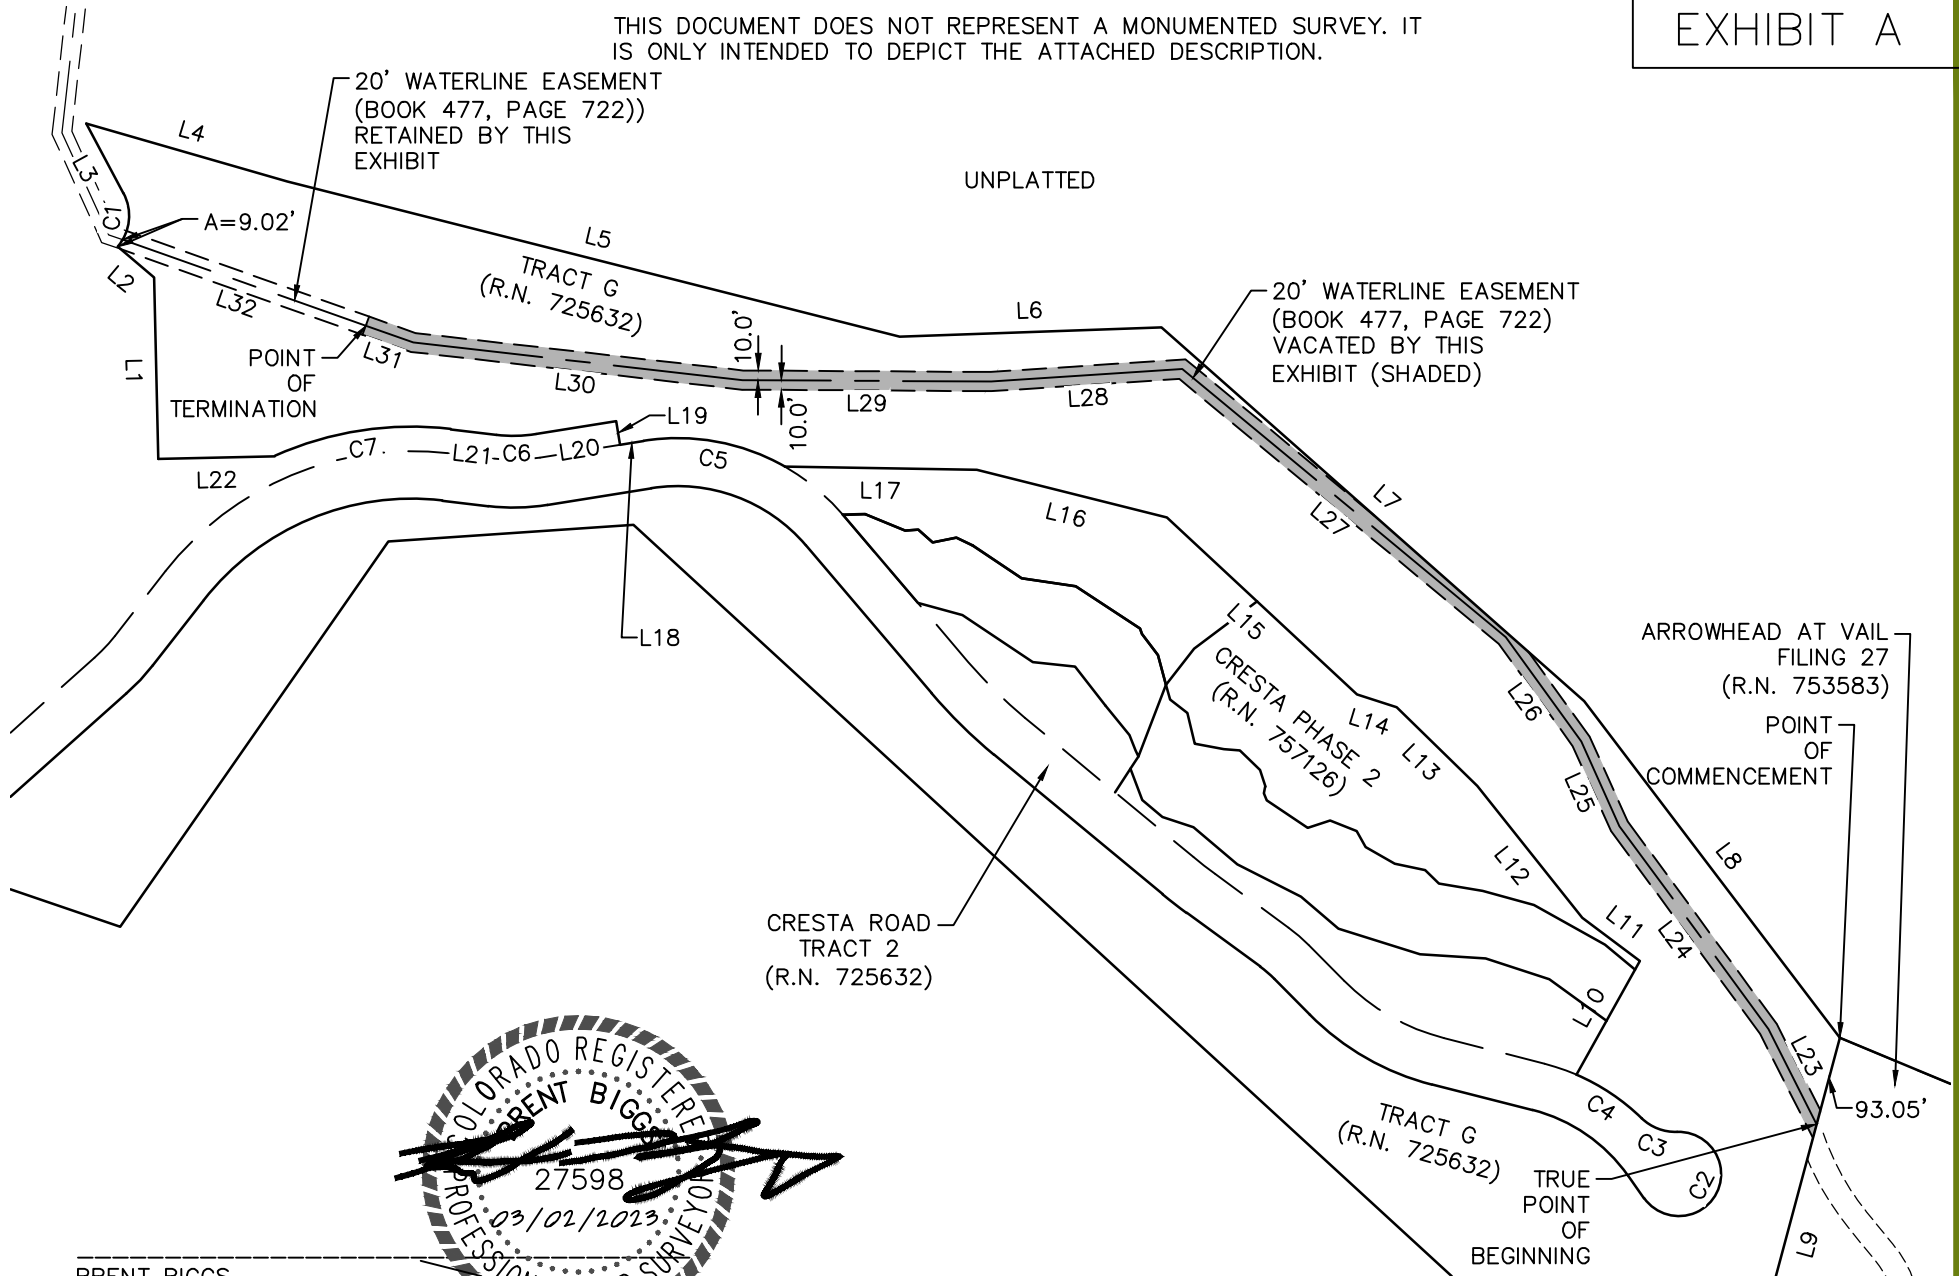 THIS DOCUMENT DOES NOT REPRESENT A MONUMENTED SURVEY. IT
IS ONLY INTENDED TO DEPICT THE ATTACHED DESCRIPTION.
EXHIBIT A
20' WATERLINE EASEMENT
(BOOK 477, PAGE 722))
RETAINED BY THIS
EXHIBIT
L4
L3
UNPLATTED
C1
A=9.02'
L5
L2
TRACT G
(R.N. 725632)
L32
L6
20' WATERLINE EASEMENT
(BOOK 477, PAGE 722)
VACATED BY THIS
EXHIBIT (SHADED)
10.0'
10.0'
L1
POINT
OF
TERMINATION
L31
L30
L29
L28
L19
L22
C7
L21
C6
L20
C5
L17
L16
L7
L27
L18
L15
ARROWHEAD AT VAIL
FILING 27
(R.N. 753583)
CRESTA PHASE 2
(R.N. 757126)
L14
L13
L26
POINT
OF
COMMENCEMENT
L25
L12
L8
L11
L24
CRESTA ROAD
TRACT 2
(R.N. 725632)
L10
L23
93.05'
C4
C3
C2
TRACT G
(R.N. 725632)
TRUE
POINT
OF
BEGINNING
L9
COLORADO REGISTERED
BRENT BIGGS
27598
03/02/2023
PROFESSIONAL
SURVEYOR
BRENT BIGGS